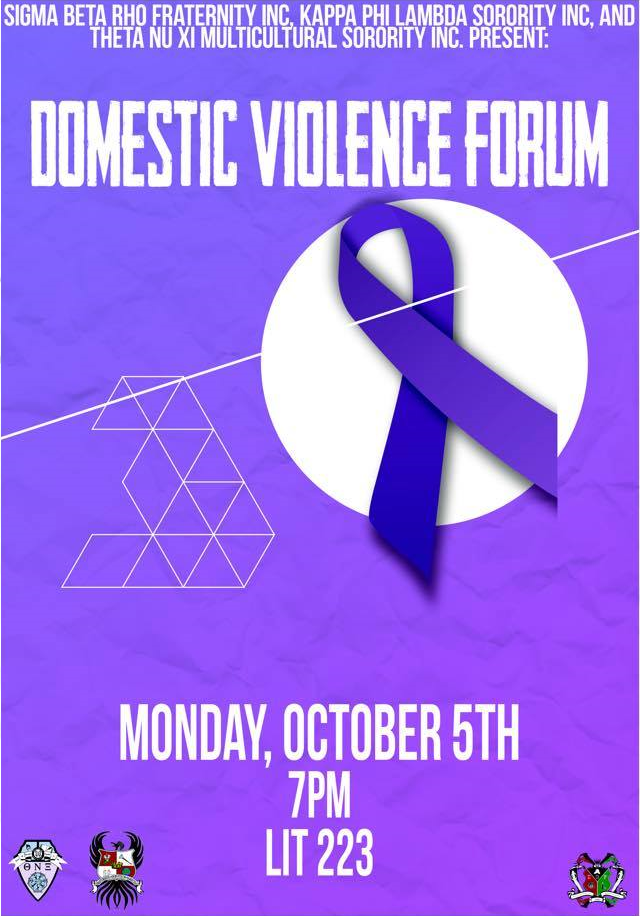 SIGMA BETA RHO FRATERNITY INC, KAPPA PHI LAMBDA SORORITY INC, AND
THETA NU XI MULTICULTURAL SORORITY INC. PRESENT:
DOMESTIC VIOLENCE FORUM
MONDAY, OCTOBER 5TH
7PM
LIT 223
ΘΝΞ